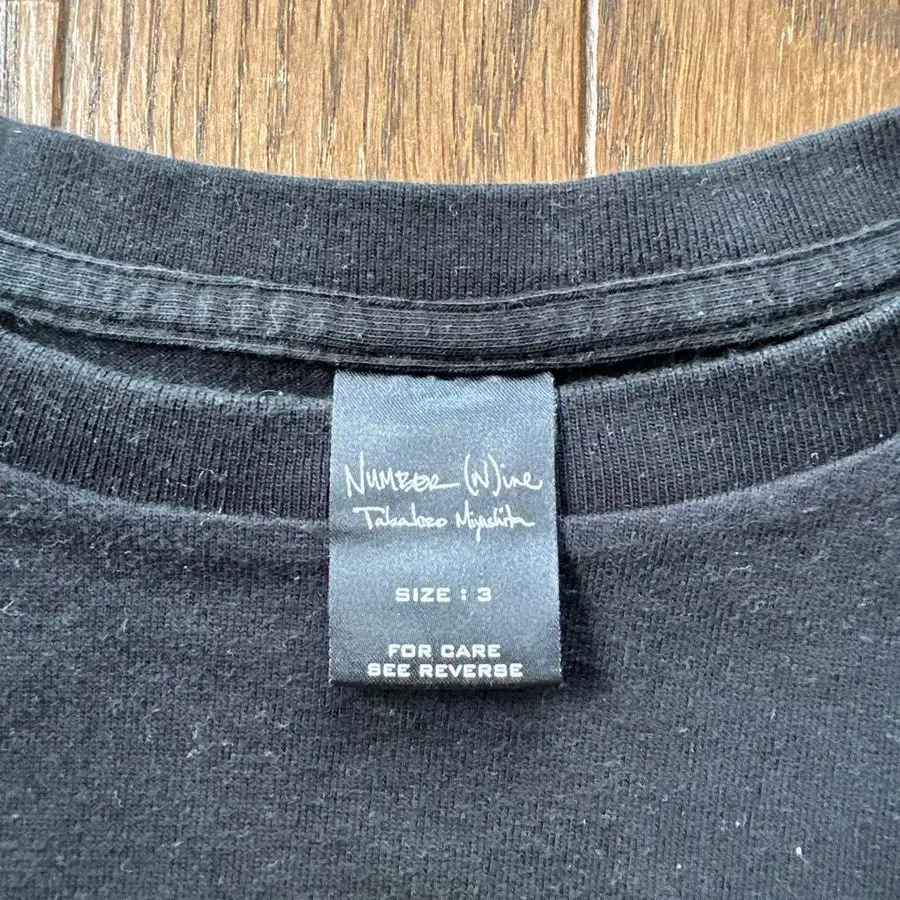 NUMBER (N)ine
Takahiro Miyashita
SIZE : 3
FOR CARE
SEE REVERSE